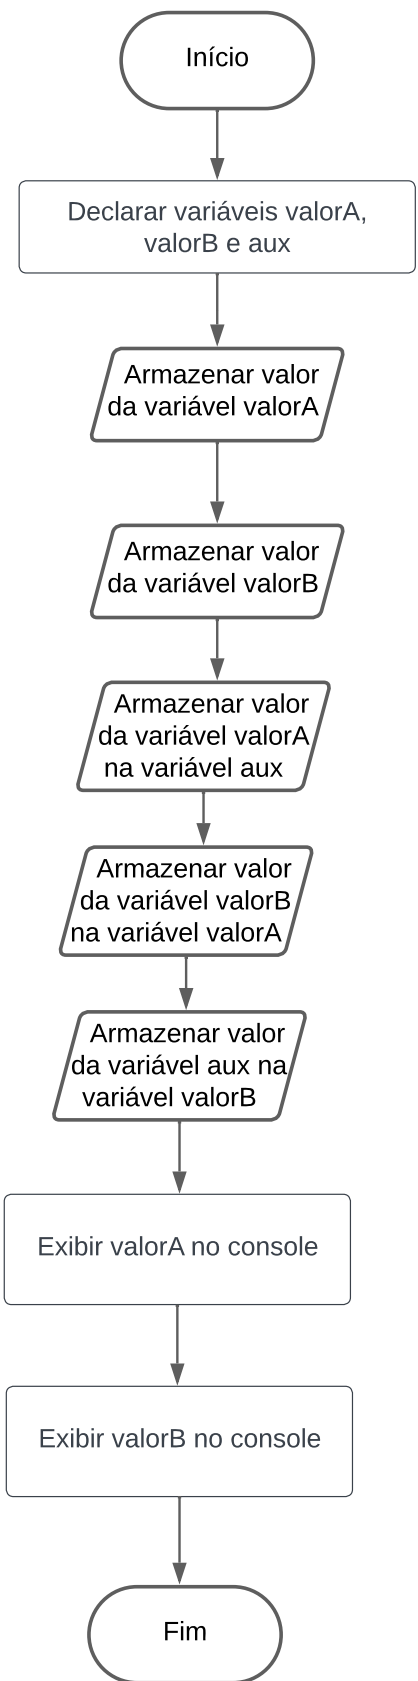 Início
Declarar variáveis valorA,
valorB e aux
Armazenar valor
da variável valorA
Armazenar valor
da variável valorB
Armazenar valor
da variável valorA
na variável aux
Armazenar valor
da variável valorB
na variável valorA
Armazenar valor
da variável aux na
variável valorB
Exibir valorA no console
Exibir valorB no console
Fim